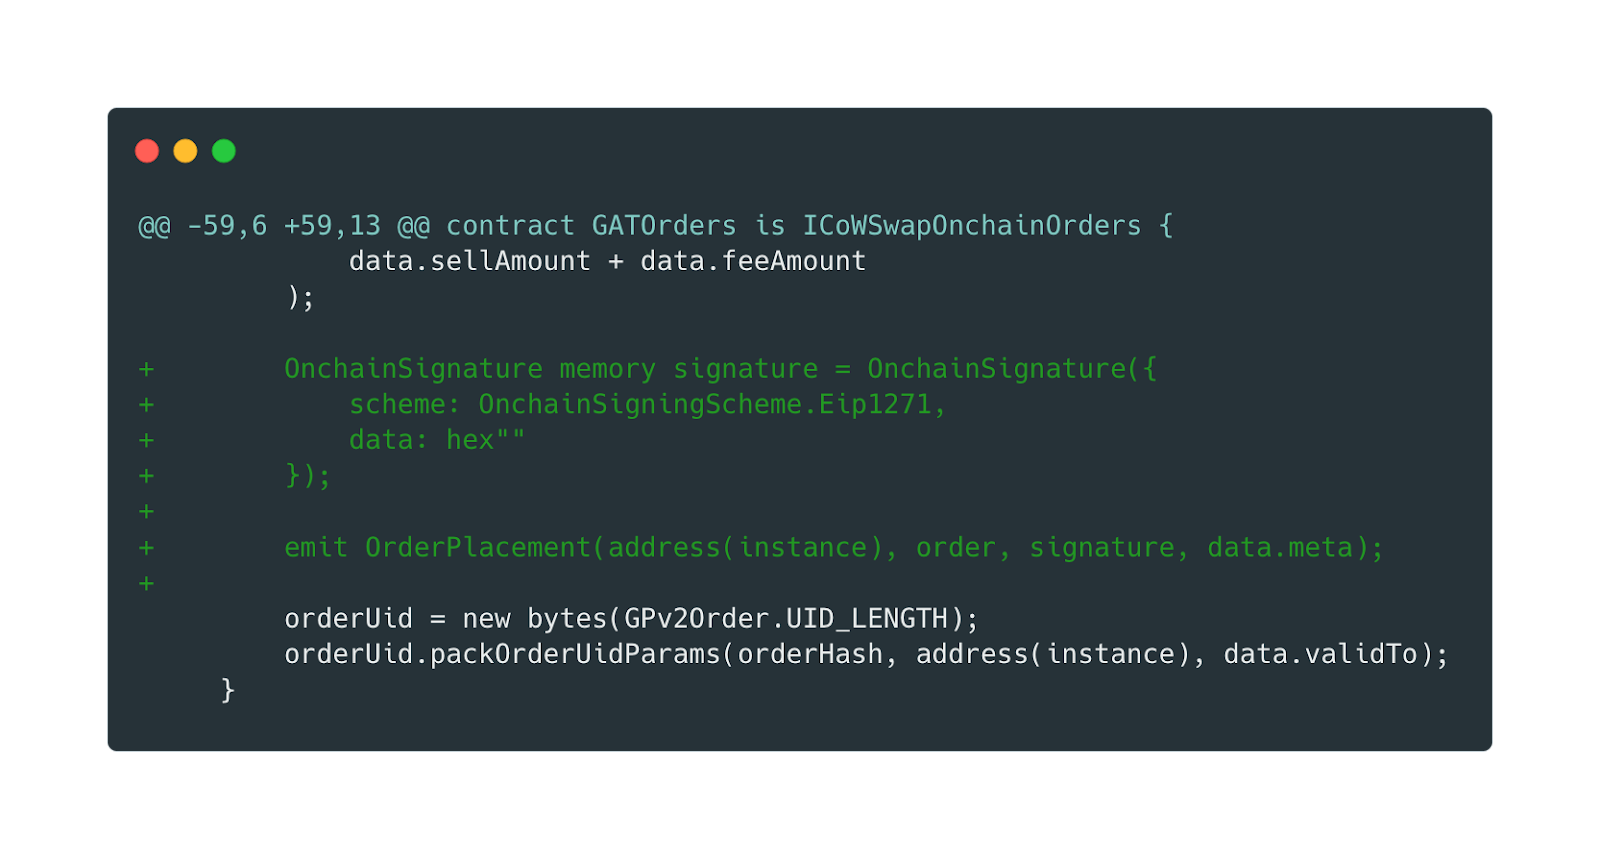 @@ -59,6 +59,13 @@ contract GATOrders is ICoWSwapOnchainOrders {
             data.sellAmount + data.feeAmount
         );

+        OnchainSignature memory signature = OnchainSignature({
+            scheme: OnchainSigningScheme.Eip1271,
+            data: hex""
+        });
+
+        emit OrderPlacement(address(instance), order, signature, data.meta);
+
         orderUid = new bytes(GPv2Order.UID_LENGTH);
         orderUid.packOrderUidParams(orderHash, address(instance), data.validTo);
     }